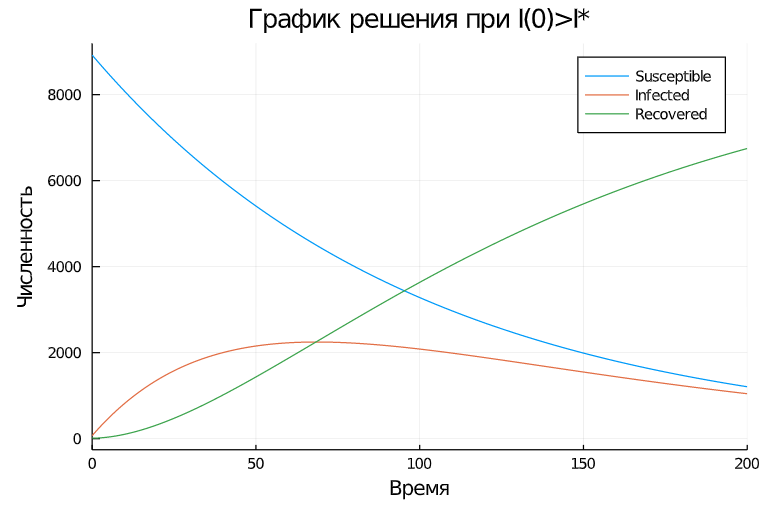 График решения при I(0)>I*
Susceptible
Infected
Recovered
Численность
8000
6000
4000
2000
0
0 50 100 150 200
Время